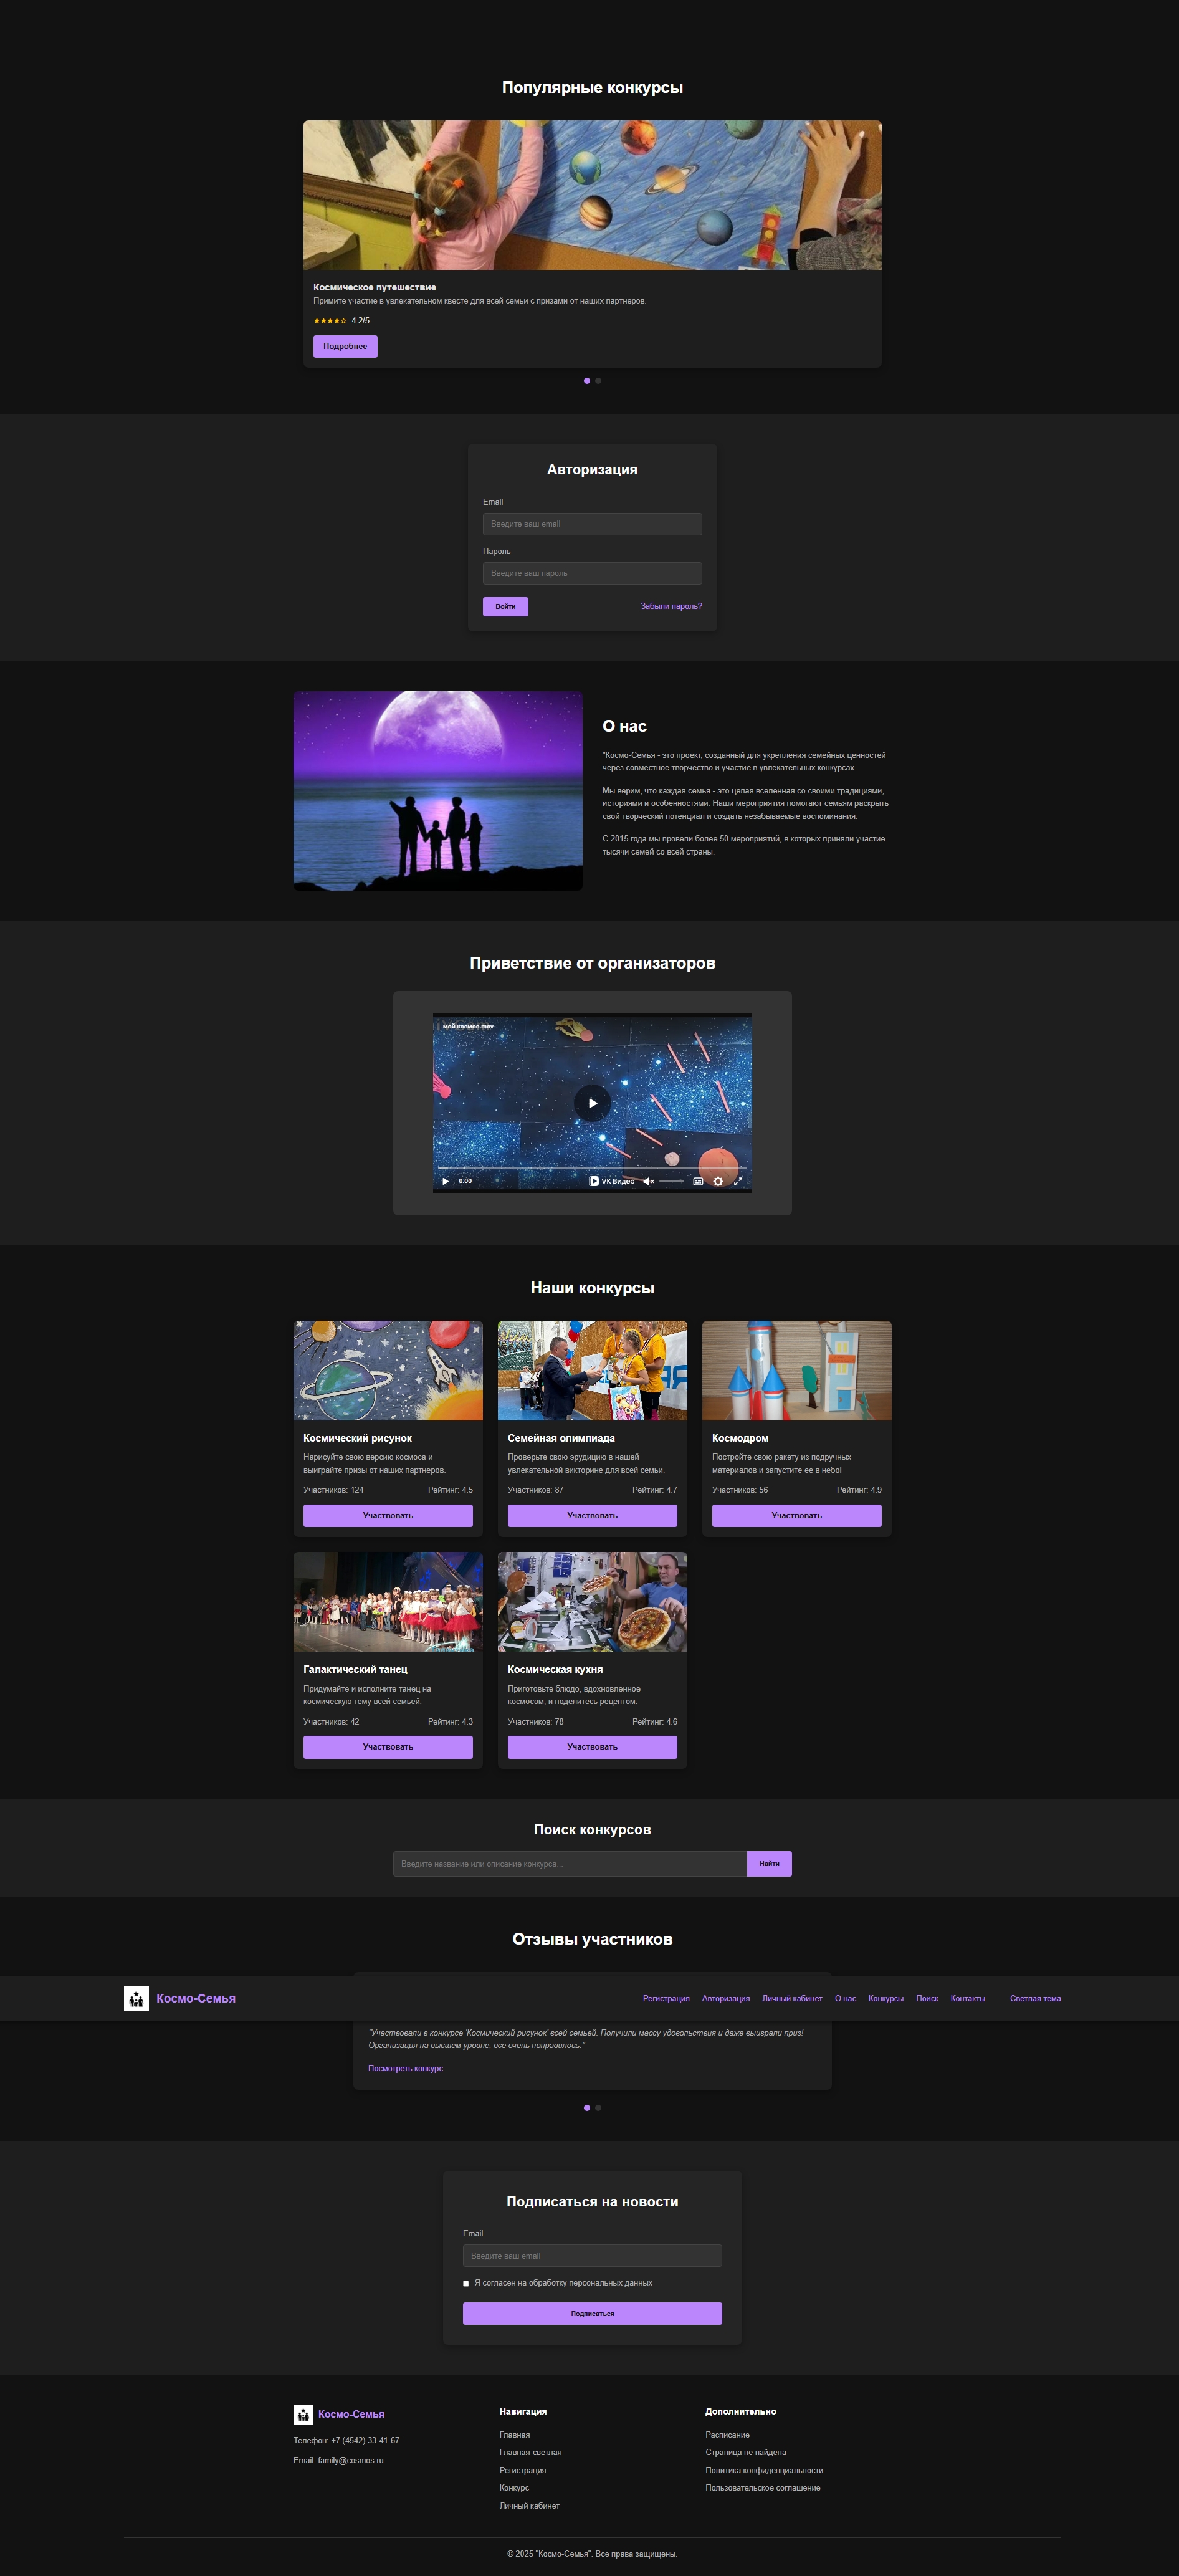 Популярные конкурсы
Космическое путешествие
Примите участие в увлекательном квесте для всей семьи с призами от наших партнеров.
★★★★☆ 4.2/5
Подробнее
Авторизация
Email
Введите ваш email
Пароль
Введите ваш пароль
Войти
Забыли пароль?
О нас
"Космо-Семья - это проект, созданный для укрепления семейных ценностей
через совместное творчество и участие в увлекательных конкурсах.
Мы верим, что каждая семья - это целая вселенная со своими традициями,
историями и особенностями. Наши мероприятия помогают семьям раскрыть
свой творческий потенциал и создать незабываемые воспоминания.
С 2015 года мы провели более 50 мероприятий, в которых приняли участие
тысячи семей со всей страны.
Приветствие от организаторов
мой космос.mov
0:00
VK Видео
Наши конкурсы
Космический рисунок
Нарисуйте свою версию космоса и
выиграйте призы от наших партнеров.
Участников: 124
Рейтинг: 4.5
Участвовать
Семейная олимпиада
Проверьте свою эрудицию в нашей
увлекательной викторине для всей семьи.
Участников: 87
Рейтинг: 4.7
Участвовать
Космодром
Постройте свою ракету из подручных
материалов и запустите ее в небо!
Участников: 56
Рейтинг: 4.9
Участвовать
Галактический танец
Придумайте и исполните танец на
космическую тему всей семьей.
Участников: 42
Рейтинг: 4.3
Участвовать
Космическая кухня
Приготовьте блюдо, вдохновленное
космосом, и поделитесь рецептом.
Участников: 78
Рейтинг: 4.6
Участвовать
Поиск конкурсов
Введите название или описание конкурса...
Найти
Отзывы участников
Космо-Семья
Регистрация
Авторизация
Личный кабинет
О нас
Конкурсы
Поиск
Контакты
Светлая тема
"Участвовали в конкурсе 'Космический рисунок' всей семьей. Получили массу удовольствия и даже выиграли приз!
Организация на высшем уровне, все очень понравилось."
Посмотреть конкурс
Подписаться на новости
Email
Введите ваш email
Я согласен на обработку персональных данных
Подписаться
Космо-Семья
Телефон: +7 (4542) 33-41-67
Email: family@cosmos.ru
Навигация
Главная
Главная-светлая
Регистрация
Конкурс
Личный кабинет
Дополнительно
Расписание
Страница не найдена
Политика конфиденциальности
Пользовательское соглашение
© 2025 "Космо-Семья". Все права защищены.